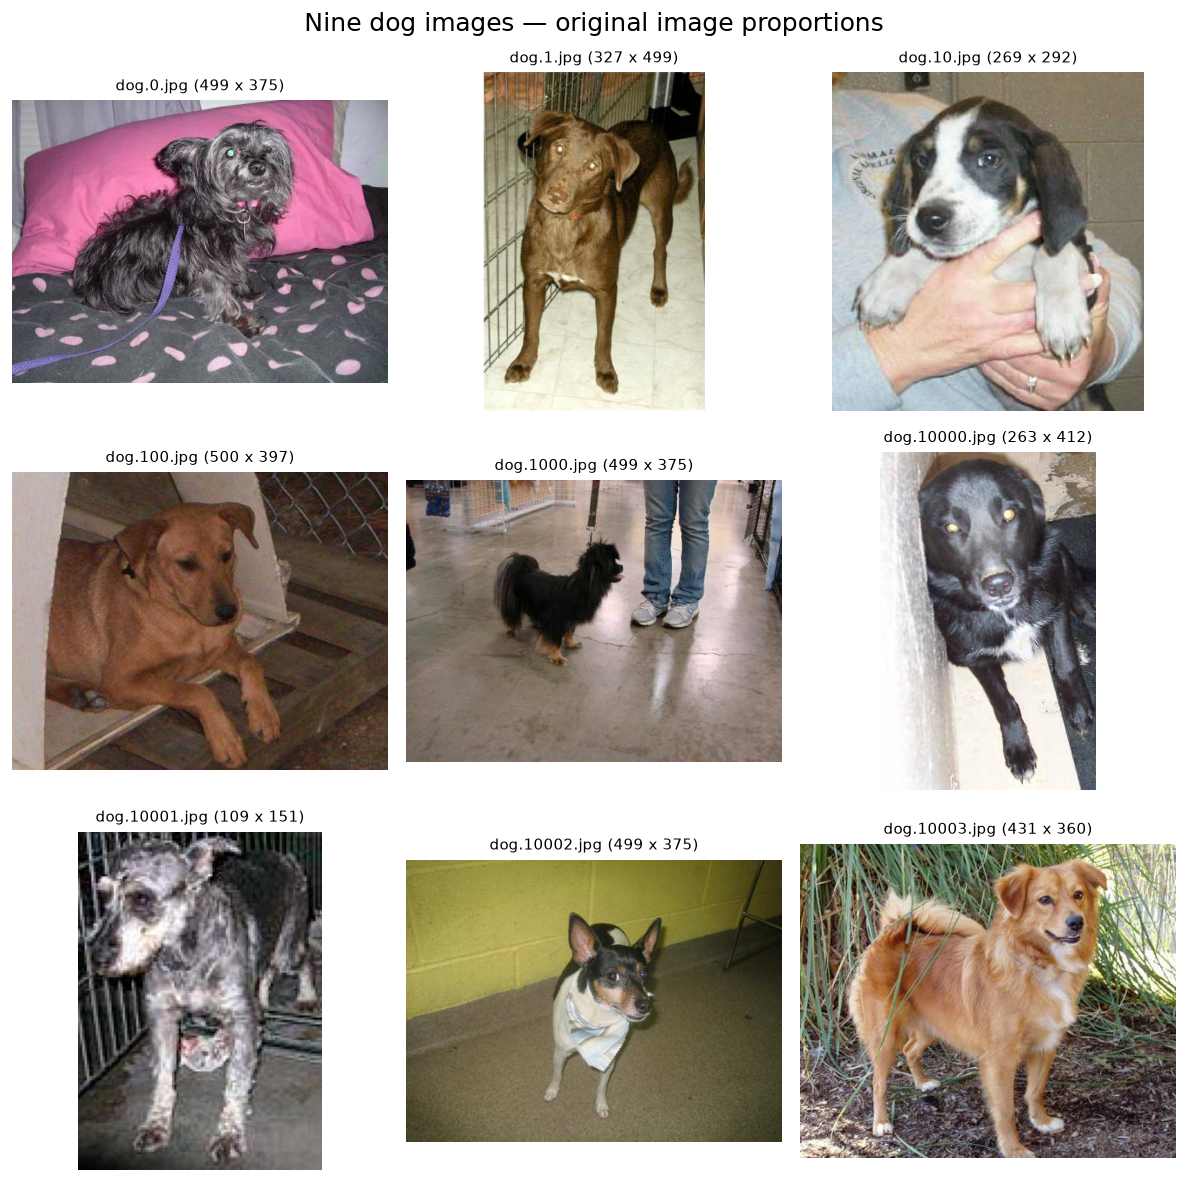 Nine dog images — original image proportions
dog.0.jpg (499 x 375)
dog.1.jpg (327 x 499)
dog.10.jpg (269 x 292)
dog.100.jpg (500 x 397)
dog.1000.jpg (499 x 375)
dog.10000.jpg (263 x 412)
dog.10001.jpg (109 x 151)
dog.10002.jpg (499 x 375)
dog.10003.jpg (431 x 360)